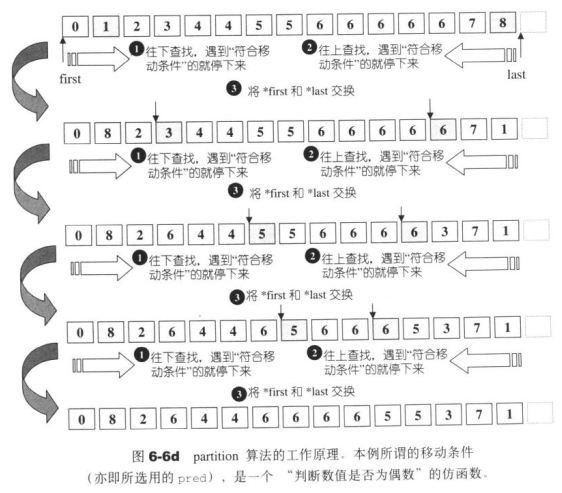 0 1 2 3 4 4 5 5 6 6 6 6 6 7 8
first
❶往下查找，遇到“符合移
动条件”的就停下来
❷往上查找，遇到“符合移
动条件”的就停下来
last
❸ 将 *first 和 *last 交换
0 8 2 3 4 4 5 5 6 6 6 6 6 7 1
❶往下查找，遇到“符合移
动条件”的就停下来
❷往上查找，遇到“符合移
动条件”的就停下来
❸ 将 *first 和 *last 交换
0 8 2 6 4 4 5 5 6 6 6 6 3 7 1
❶往下查找，遇到“符合移
动条件”的就停下来
❷往上查找，遇到“符合移
动条件”的就停下来
❸将 *first 和 *last 交换
0 8 2 6 4 4 6 5 6 6 6 5 3 7 1
❶往下查找，遇到“符合移
动条件”的就停下来
❷往上查找，遇到“符合移
动条件”的就停下来
❸将 *first 和 *last 交换
0 8 2 6 4 4 6 6 6 6 5 5 3 7 1
图 6-6d partition 算法的工作原理。本例所谓的移动条件
（亦即所选用的 pred），是一个 “判断数值是否为偶数” 的仿函数。